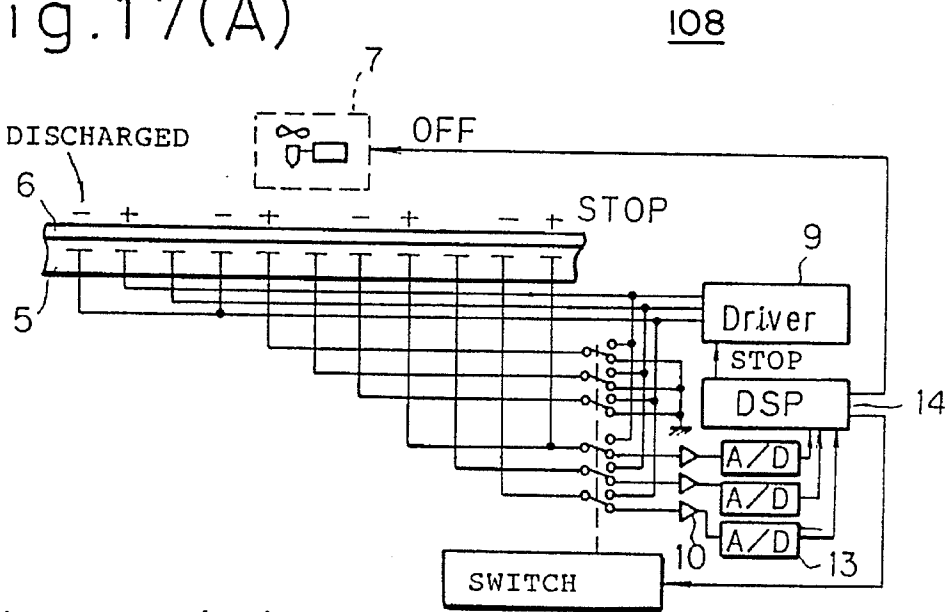 ig.17(A)
108
7
DISCHARGED
OFF
6
− + − + − + − +
STOP
5
9
Driver
STOP
DSP
14
A/D
A/D
A/D
10
13
SWITCH